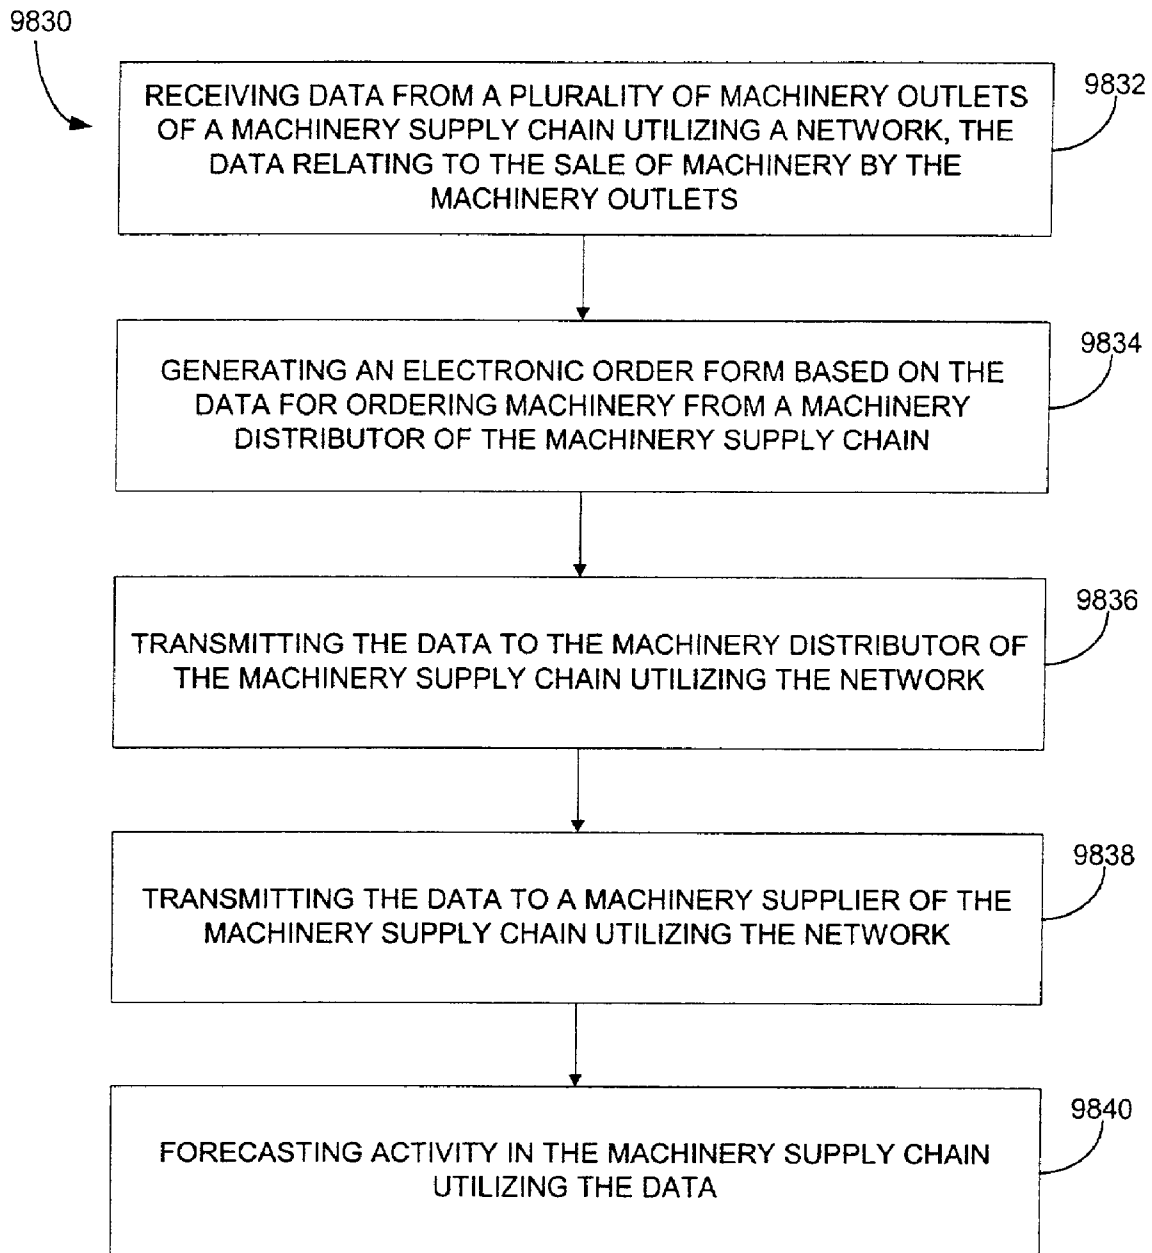 9830
RECEIVING DATA FROM A PLURALITY OF MACHINERY OUTLETS
OF A MACHINERY SUPPLY CHAIN UTILIZING A NETWORK, THE
DATA RELATING TO THE SALE OF MACHINERY BY THE
MACHINERY OUTLETS
9832
GENERATING AN ELECTRONIC ORDER FORM BASED ON THE
DATA FOR ORDERING MACHINERY FROM A MACHINERY
DISTRIBUTOR OF THE MACHINERY SUPPLY CHAIN
9834
TRANSMITTING THE DATA TO THE MACHINERY DISTRIBUTOR OF
THE MACHINERY SUPPLY CHAIN UTILIZING THE NETWORK
9836
TRANSMITTING THE DATA TO A MACHINERY SUPPLIER OF THE
MACHINERY SUPPLY CHAIN UTILIZING THE NETWORK
9838
FORECASTING ACTIVITY IN THE MACHINERY SUPPLY CHAIN
UTILIZING THE DATA
9840